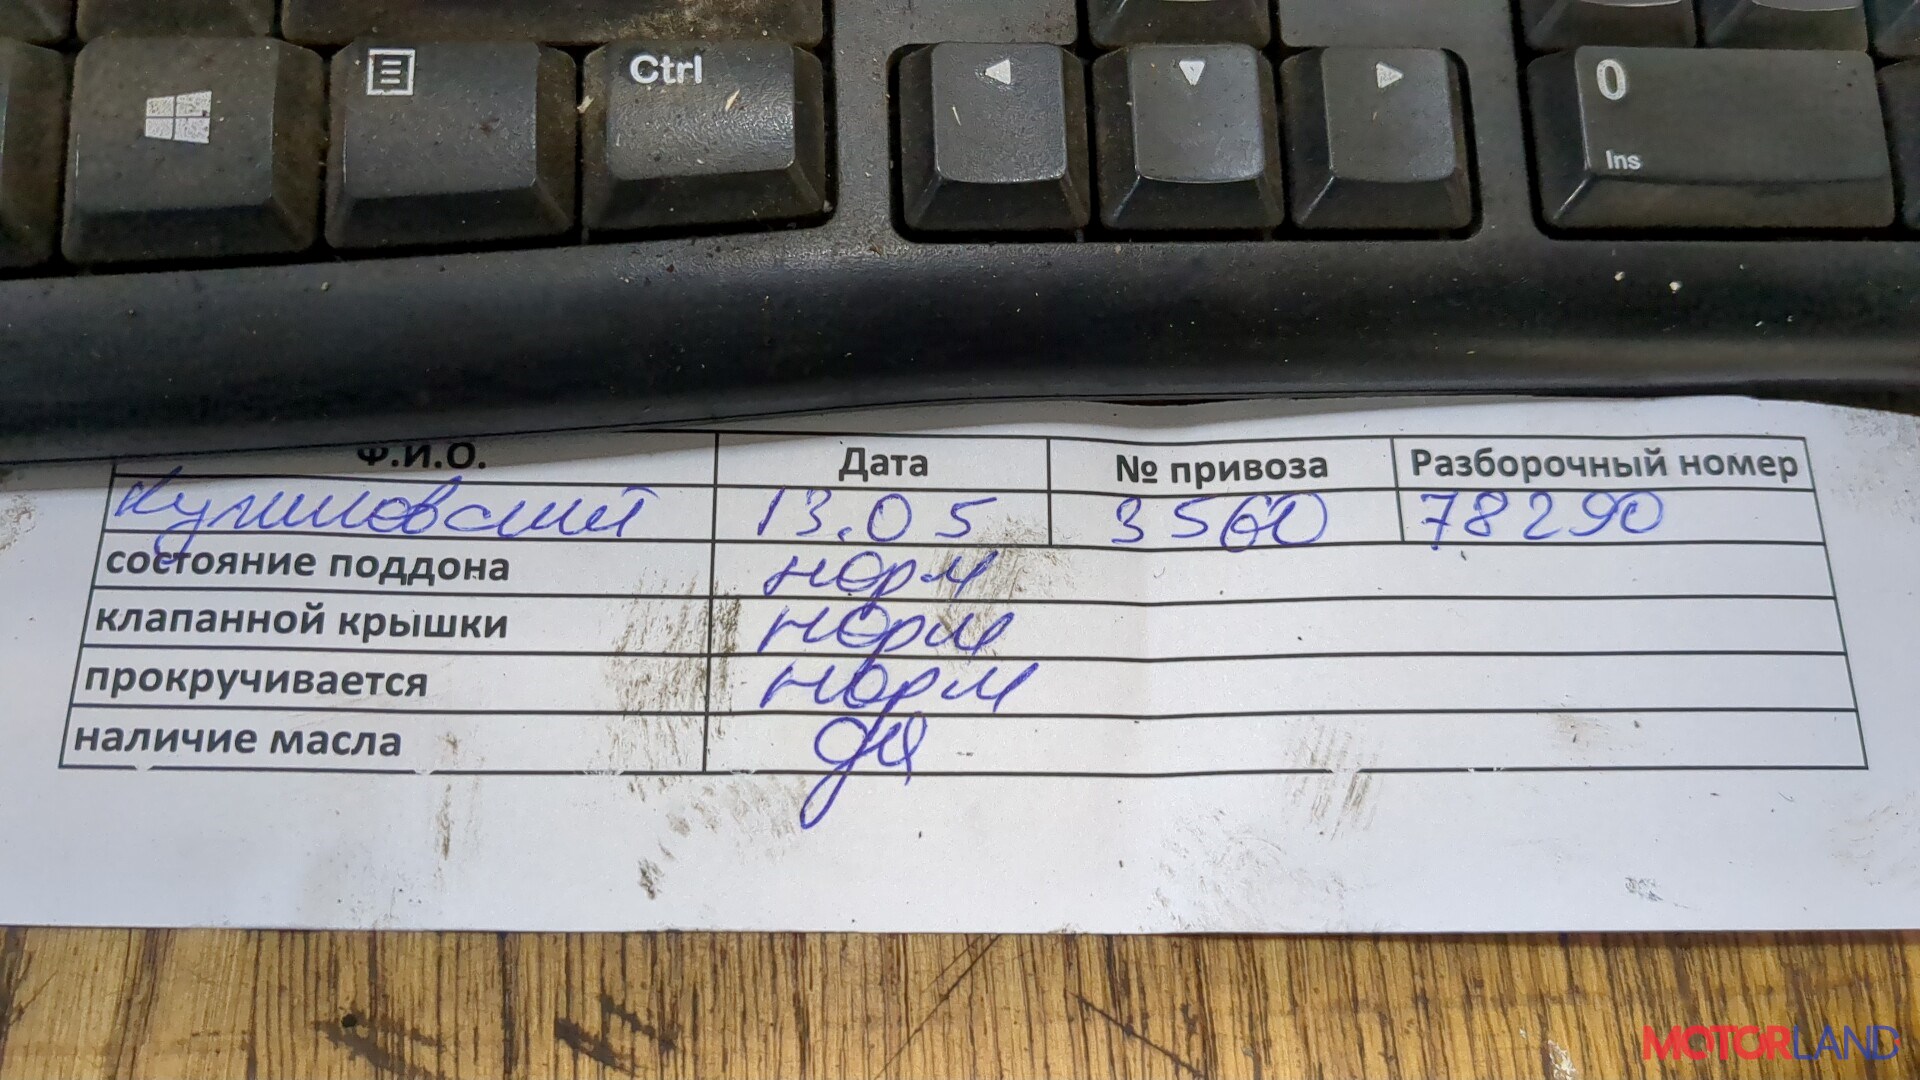 Ctrl
0
Ins
Ф.И.О. Дата № привоза Разборочный номер
13.05 3560 78290
состояние поддона норм
клапанной крышки норм
прокручивается норм
наличие масла да
MOTORLAND